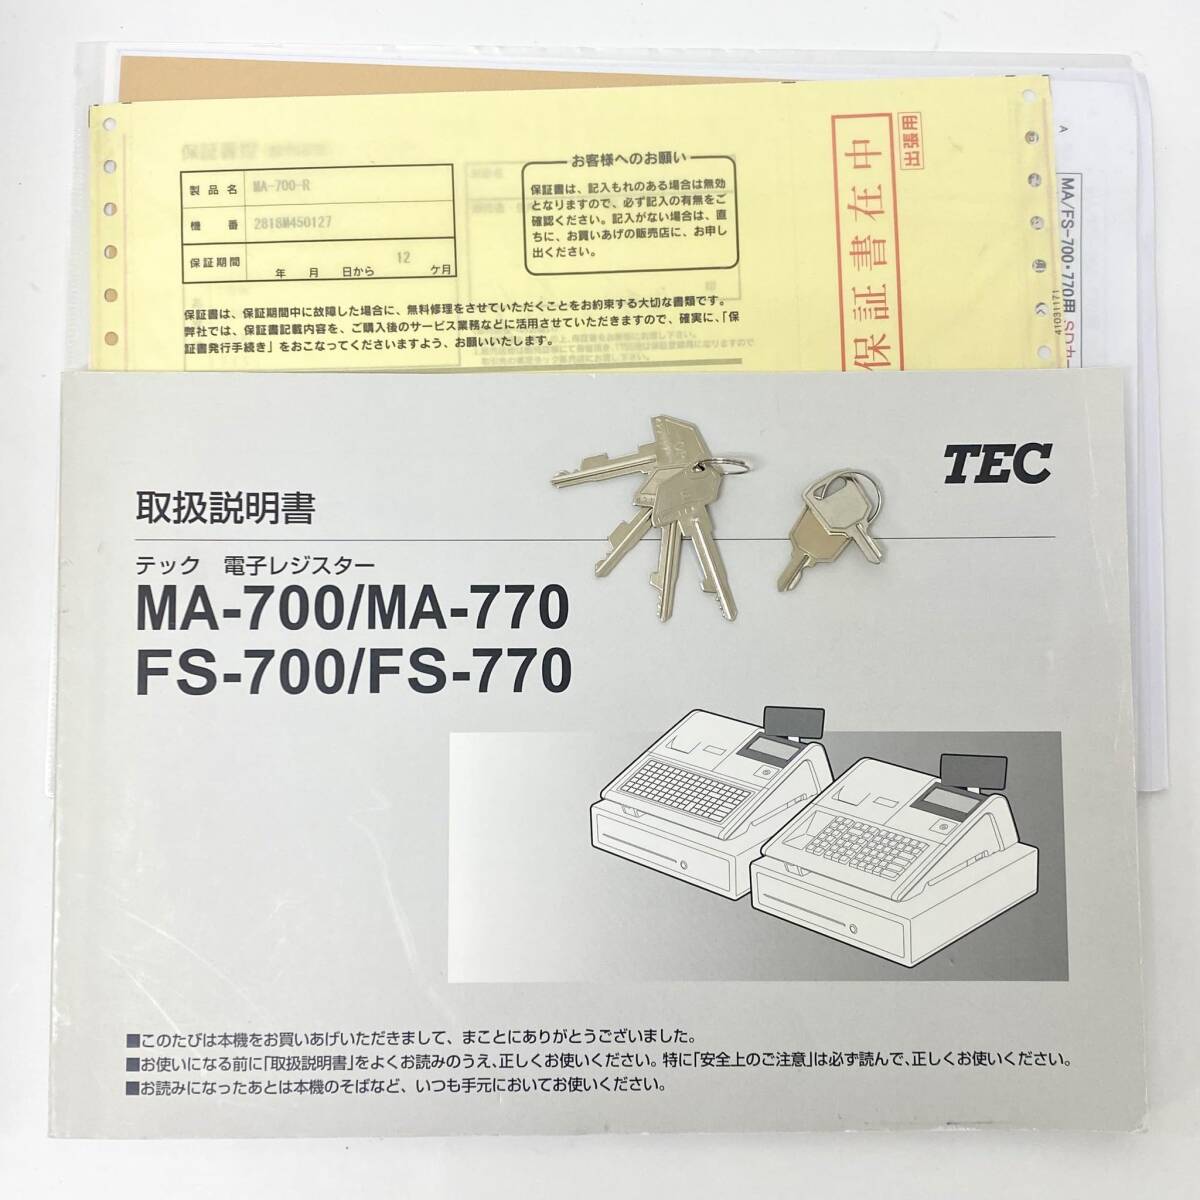 製品名 MA-700-R
機番 2818M450127
保証期間 年 月 日から 12 ケ月
お客様へのお願い
保証書は、記入もれのある場合は無効
となりますので、必ず記入の有無をご
確認ください。記入がない場合は、直
ちに、お買いあげの販売店に、お申し
出ください。
保証書は、保証期間中に故障した場合に、無料修理をさせていただくことをお約束する大切な書類です。
弊社では、保証書記載内容を、ご購入後のサービス業務などに活用させていただきますので、確実に、「保
証書発行手続き」をおこなってくださいますよう、お願いいたします。
保証書在中
出張用
A
MA/FS-700・770用
SDカー
41031171
TEC
取扱説明書
テック 電子レジスター
MA-700/MA-770
FS-700/FS-770
■このたびは本機をお買いあげいただきまして、まことにありがとうございました。
■お使いになる前に「取扱説明書」をよくお読みのうえ、正しくお使いください。特に「安全上のご注意」は必ず読んで、正しくお使いください。
■お読みになったあとは本機のそばなど、いつも手元においてお使いください。